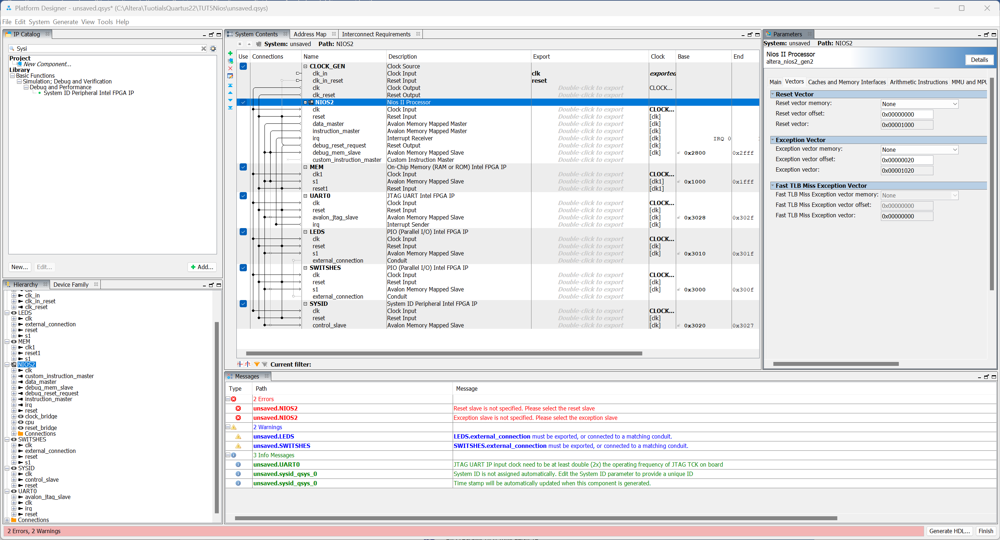 Platform Designer - unsaved.qsys* (C:\Altera\TuotialsQuartus22\TUT5Nios\unsaved.qsys)
File Edit System Generate View Tools Help
IP Catalog
Sysi
Project
New Component...
Library
Basic Functions
Simulation; Debug and Verification
Debug and Performance
System ID Peripheral Intel FPGA IP
New... Edit... Add...
Hierarchy Device Family
clk
clk_in
clk_in_reset
clk_reset
LEDS
clk
external_connection
reset
s1
MEM
clk1
reset1
s1
NIOS2
clk
custom_instruction_master
data_master
debug_mem_slave
debug_reset_request
instruction_master
irq
reset
clock_bridge
cpu
reset_bridge
Connections
SWITSHES
clk
external_connection
reset
s1
SYSID
clk
control_slave
reset
UART0
avalon_jtag_slave
clk
irq
reset
Connections
System Contents Address Map Interconnect Requirements
System: unsaved Path: NIOS2
Use Connections Name Description Export Clock Base End
CLOCK_GEN Clock Source
clk_in Clock Input clk exported
clk_in_reset Reset Input reset
clk Clock Output Double-click to export CLOCK...
clk_reset Reset Output Double-click to export
NIOS2 Nios II Processor
clk Clock Input Double-click to export CLOCK...
reset Reset Input Double-click to export [clk]
data_master Avalon Memory Mapped Master Double-click to export [clk]
instruction_master Avalon Memory Mapped Master Double-click to export [clk]
irq Interrupt Receiver Double-click to export [clk] IRQ 0
debug_reset_request Reset Output Double-click to export [clk]
debug_mem_slave Avalon Memory Mapped Slave Double-click to export [clk] 0x2800 0x2fff
custom_instruction_master Custom Instruction Master Double-click to export
MEM On-Chip Memory (RAM or ROM) Intel FPGA IP
clk1 Clock Input Double-click to export CLOCK...
s1 Avalon Memory Mapped Slave Double-click to export [clk1] 0x1000 0x1fff
reset1 Reset Input Double-click to export [clk1]
UART0 JTAG UART Intel FPGA IP
clk Clock Input Double-click to export CLOCK...
reset Reset Input Double-click to export [clk]
avalon_jtag_slave Avalon Memory Mapped Slave Double-click to export [clk] 0x3028 0x302f
irq Interrupt Sender Double-click to export [clk]
LEDS PIO (Parallel I/O) Intel FPGA IP
clk Clock Input Double-click to export CLOCK...
reset Reset Input Double-click to export [clk]
s1 Avalon Memory Mapped Slave Double-click to export [clk] 0x3010 0x301f
external_connection Conduit Double-click to export
SWITSHES PIO (Parallel I/O) Intel FPGA IP
clk Clock Input Double-click to export CLOCK...
reset Reset Input Double-click to export [clk]
s1 Avalon Memory Mapped Slave Double-click to export [clk] 0x3000 0x300f
external_connection Conduit Double-click to export
SYSID System ID Peripheral Intel FPGA IP
clk Clock Input Double-click to export CLOCK...
reset Reset Input Double-click to export [clk]
control_slave Avalon Memory Mapped Slave Double-click to export [clk] 0x3020 0x3027
Current filter:
Parameters
System: unsaved Path: NIOS2
Nios II Processor
altera_nios2_gen2
Details
Main Vectors Caches and Memory Interfaces Arithmetic Instructions MMU and MPU
Reset Vector
Reset vector memory: None
Reset vector offset: 0x00000000
Reset vector: 0x00001000
Exception Vector
Exception vector memory: None
Exception vector offset: 0x00000020
Exception vector: 0x00001020
Fast TLB Miss Exception Vector
Fast TLB Miss Exception vector memory: None
Fast TLB Miss Exception vector offset: 0x00000000
Fast TLB Miss Exception vector: 0x00000000
Messages
Type Path Message
2 Errors
unsaved.NIOS2 Reset slave is not specified. Please select the reset slave
unsaved.NIOS2 Exception slave is not specified. Please select the exception slave
2 Warnings
unsaved.LEDS LEDS.external_connection must be exported, or connected to a matching conduit.
unsaved.SWITSHES SWITSHES.external_connection must be exported, or connected to a matching conduit.
3 Info Messages
unsaved.UART0 JTAG UART IP input clock need to be at least double (2x) the operating frequency of JTAG TCK on board
unsaved.sysid_qsys_0 System ID is not assigned automatically. Edit the System ID parameter to provide a unique ID
unsaved.sysid_qsys_0 Time stamp will be automatically updated when this component is generated.
2 Errors, 2 Warnings
Generate HDL... Finish